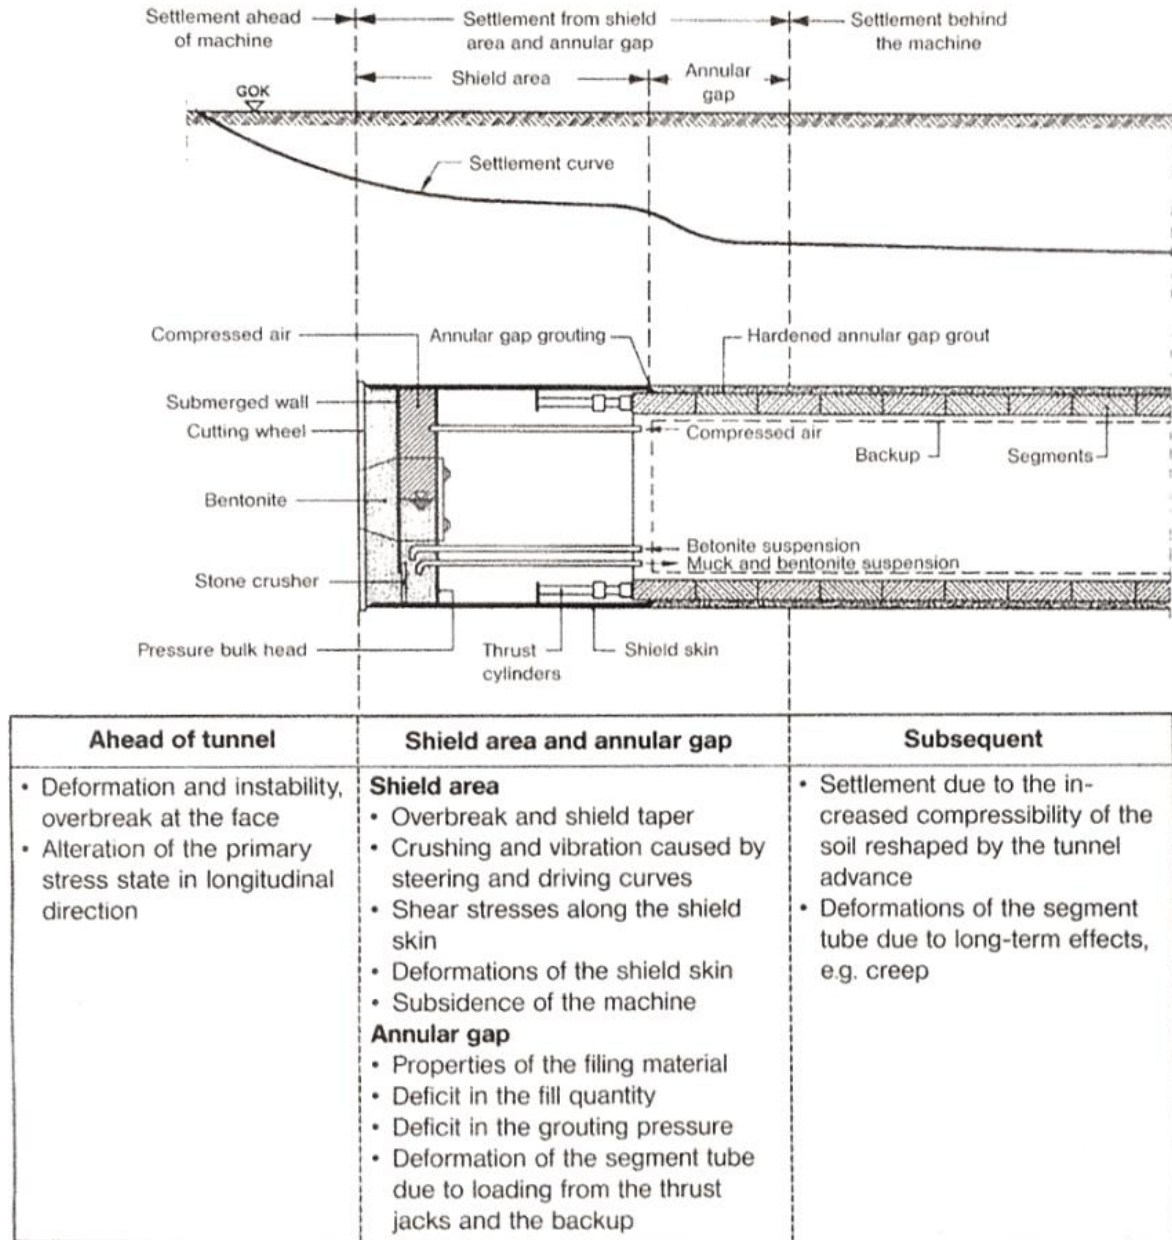 Settlement ahead
of machine
Settlement from shield
area and annular gap
Settlement behind
the machine
Shield area
Annular
gap
GOK
Settlement curve
Compressed air
Annular gap grouting
Hardened annular gap grout
Submerged wall
Cutting wheel
Compressed air
Backup
Segments
Bentonite
Betonite suspension
Muck and bentonite suspension
Stone crusher
Pressure bulk head
Thrust
cylinders
Shield skin
Ahead of tunnel
• Deformation and instability,
overbreak at the face
• Alteration of the primary
stress state in longitudinal
direction
Shield area and annular gap
Shield area
• Overbreak and shield taper
• Crushing and vibration caused by
steering and driving curves
• Shear stresses along the shield
skin
• Deformations of the shield skin
• Subsidence of the machine
Annular gap
• Properties of the filing material
• Deficit in the fill quantity
• Deficit in the grouting pressure
• Deformation of the segment tube
due to loading from the thrust
jacks and the backup
Subsequent
• Settlement due to the in-
creased compressibility of the
soil reshaped by the tunnel
advance
• Deformations of the segment
tube due to long-term effects,
e.g. creep